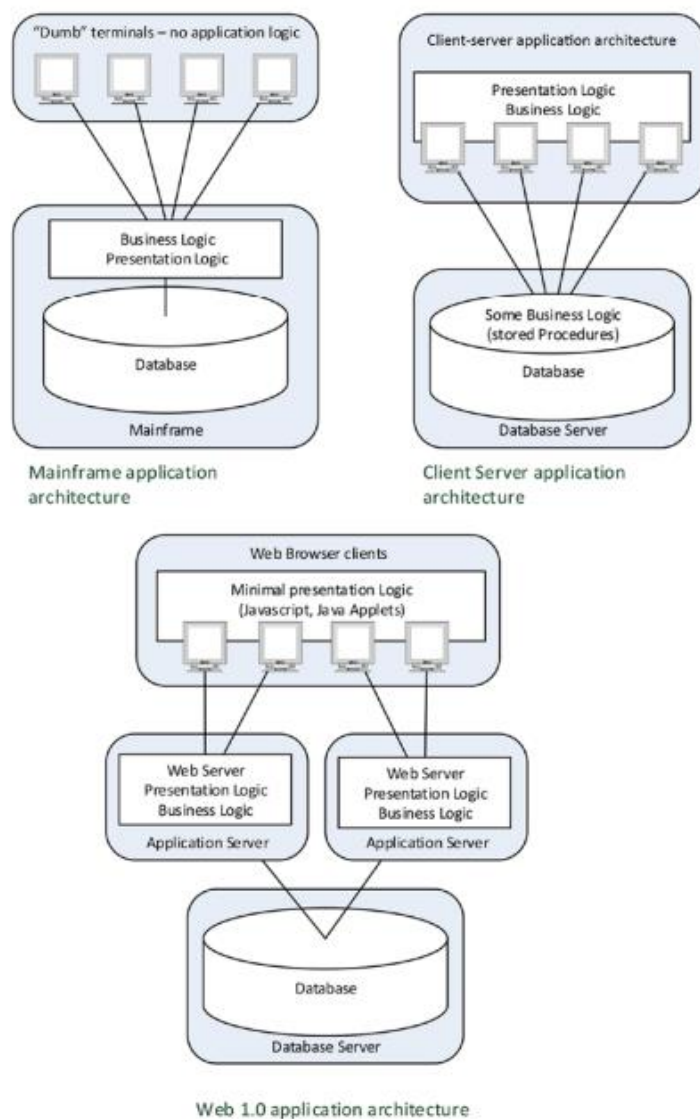 “Dumb” terminals – no application logic
Business Logic
Presentation Logic
Database
Mainframe
Mainframe application
architecture
Client-server application architecture
Presentation Logic
Business Logic
Some Business Logic
(stored Procedures)
Database
Database Server
Client Server application
architecture
Web Browser clients
Minimal presentation Logic
(Javascript, Java Applets)
Web Server
Presentation Logic
Business Logic
Application Server
Web Server
Presentation Logic
Business Logic
Application Server
Database
Database Server
Web 1.0 application architecture